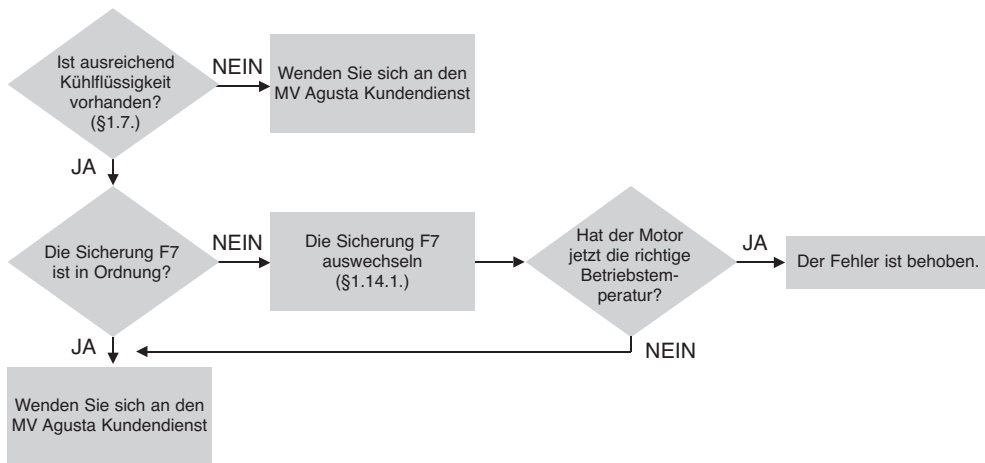 Ist ausreichend
Kühlflüssigkeit
vorhanden?
(§1.7.)
NEIN
Wenden Sie sich an den
MV Agusta Kundendienst
JA
Die Sicherung F7
ist in Ordnung?
NEIN
Die Sicherung F7
auswechseln
(§1.14.1.)
Hat der Motor
jetzt die richtige
Betriebstem-
peratur?
JA
Der Fehler ist behoben.
NEIN
JA
Wenden Sie sich an den
MV Agusta Kundendienst